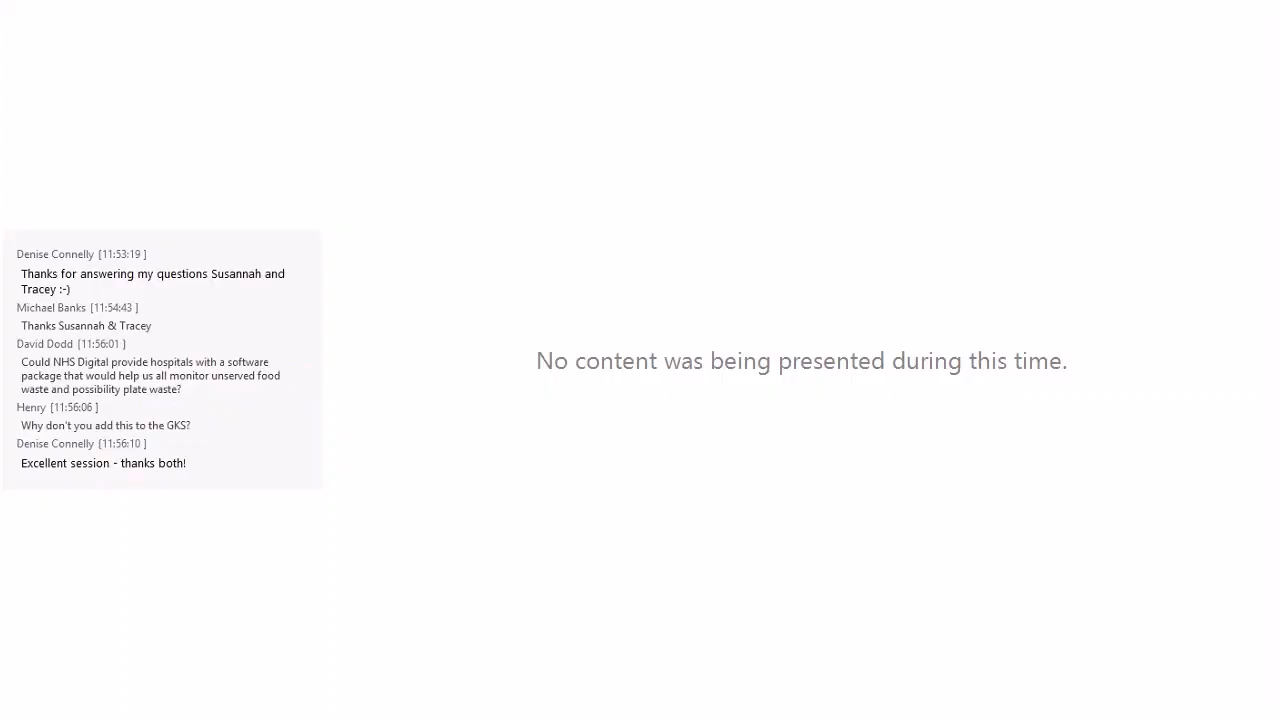 Denise Connelly [11:53:19 ]
Thanks for answering my questions Susannah and
Tracey :-)
Michael Banks [11:54:43 ]
Thanks Susannah & Tracey
David Dodd [11:56:01 ]
Could NHS Digital provide hospitals with a software
package that would help us all monitor unserved food
waste and possibility plate waste?
Henry [11:56:06 ]
Why don't you add this to the GKS?
Denise Connelly [11:56:10 ]
Excellent session - thanks both!
No content was being presented during this time.